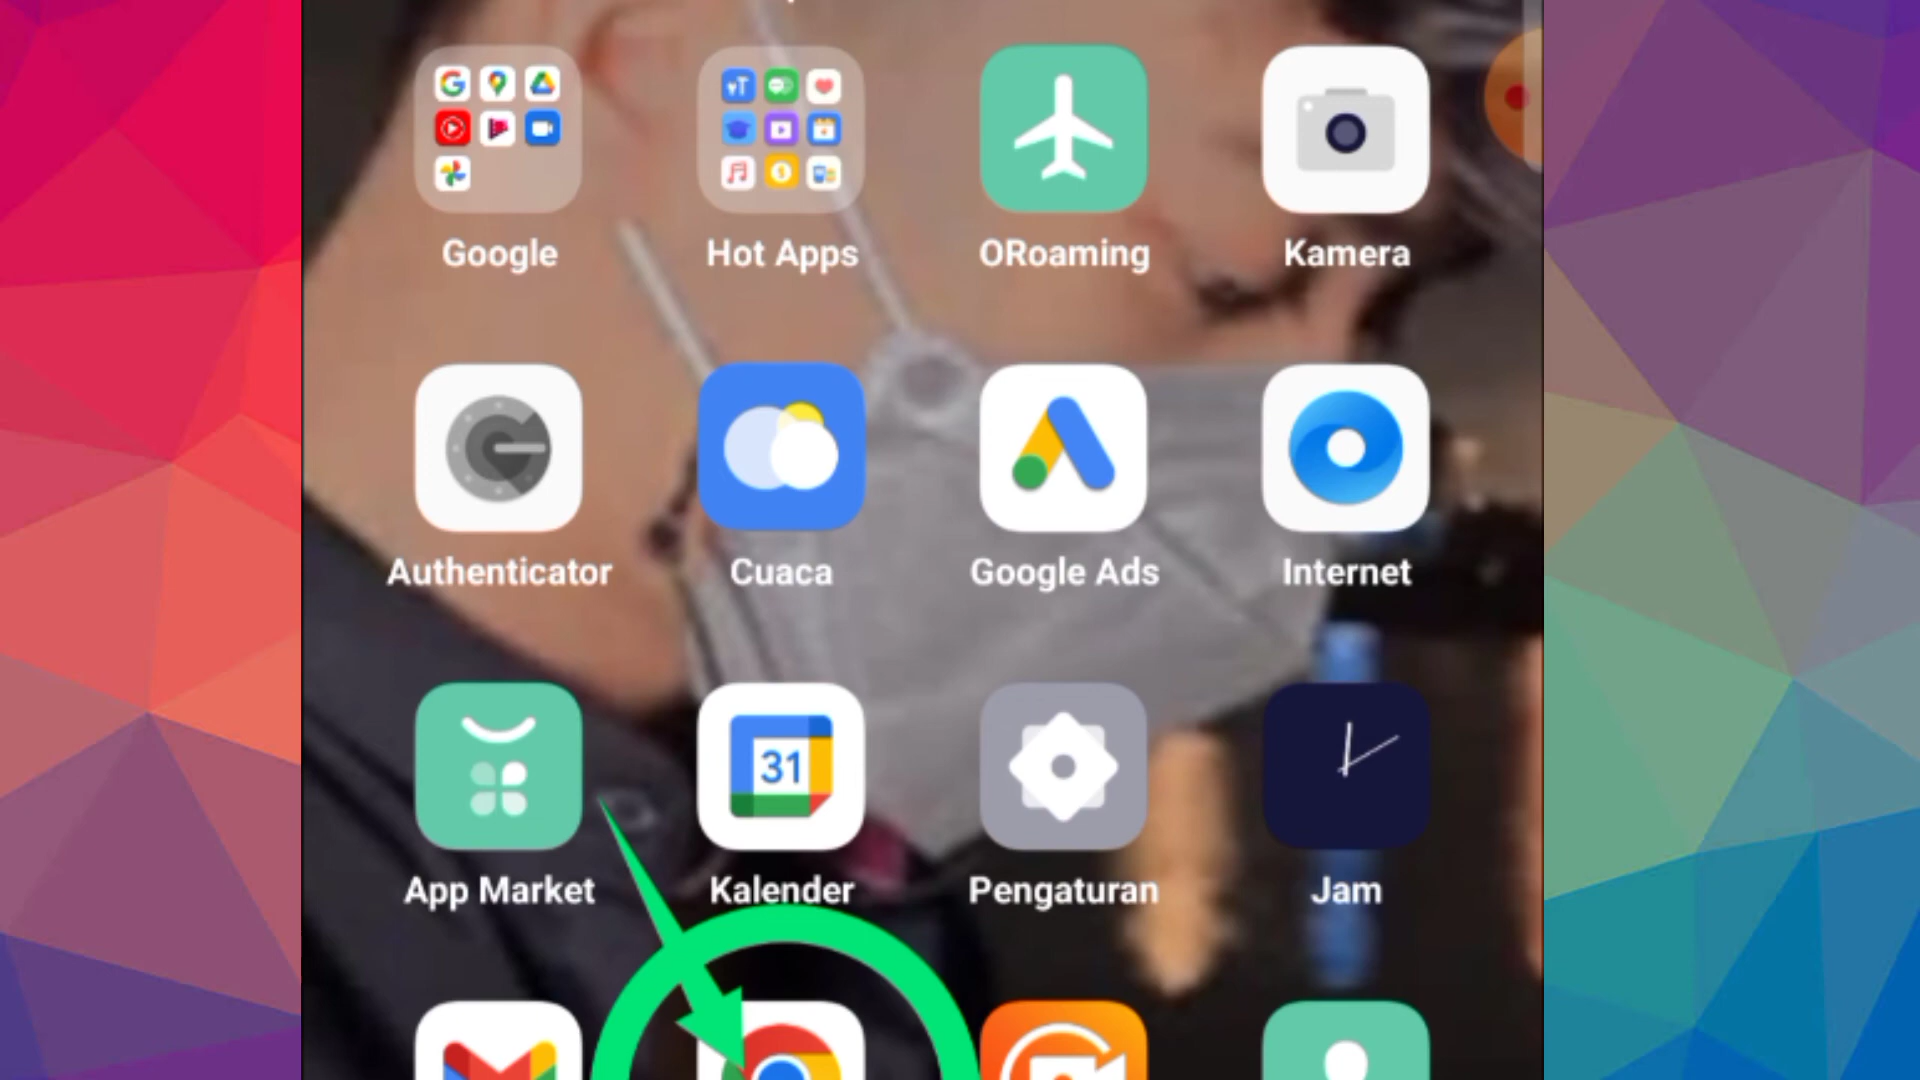 Google Hot Apps ORoaming Kamera
Authenticator Cuaca Google Ads Internet
31
App Market Kalender Pengaturan Jam